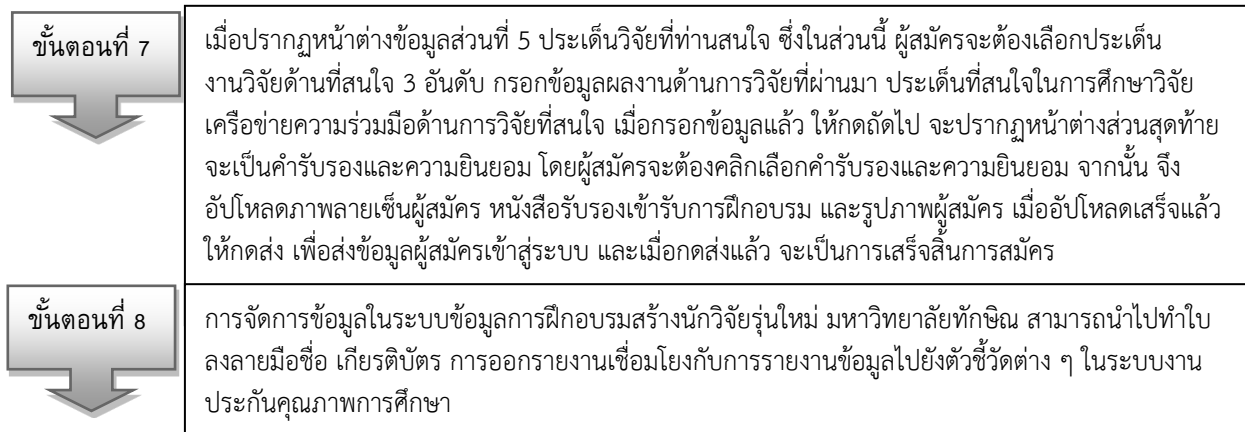 ขั้นตอนที่ 7
เมื่อปรากฏหน้าต่างข้อมูลส่วนที่ 5 ประเด็นวิจัยที่ท่านสนใจ ซึ่งในส่วนนี้ ผู้สมัครจะต้องเลือกประเด็น
งานวิจัยด้านที่สนใจ 3 อันดับ กรอกข้อมูลผลงานด้านการวิจัยที่ผ่านมา ประเด็นที่สนใจในการศึกษาวิจัย
เครือข่ายความร่วมมือด้านการวิจัยที่สนใจ เมื่อกรอกข้อมูลแล้ว ให้กดถัดไป จะปรากฏหน้าต่างส่วนสุดท้าย
จะเป็นคำรับรองและความยินยอม โดยผู้สมัครจะต้องคลิกเลือกคำรับรองและความยินยอม จากนั้น จึง
อัปโหลดภาพลายเซ็นผู้สมัคร หนังสือรับรองเข้ารับการฝึกอบรม และรูปภาพผู้สมัคร เมื่ออัปโหลดเสร็จแล้ว
ให้กดส่ง เพื่อส่งข้อมูลผู้สมัครเข้าสู่ระบบ และเมื่อกดส่งแล้ว จะเป็นการเสร็จสิ้นการสมัคร
ขั้นตอนที่ 8
การจัดการข้อมูลในระบบข้อมูลการฝึกอบรมสร้างนักวิจัยรุ่นใหม่ มหาวิทยาลัยทักษิณ สามารถนำไปทำใบ
ลงลายมือชื่อ เกียรติบัตร การออกรายงานเชื่อมโยงกับการรายงานข้อมูลไปยังตัวชี้วัดต่าง ๆ ในระบบงาน
ประกันคุณภาพการศึกษา